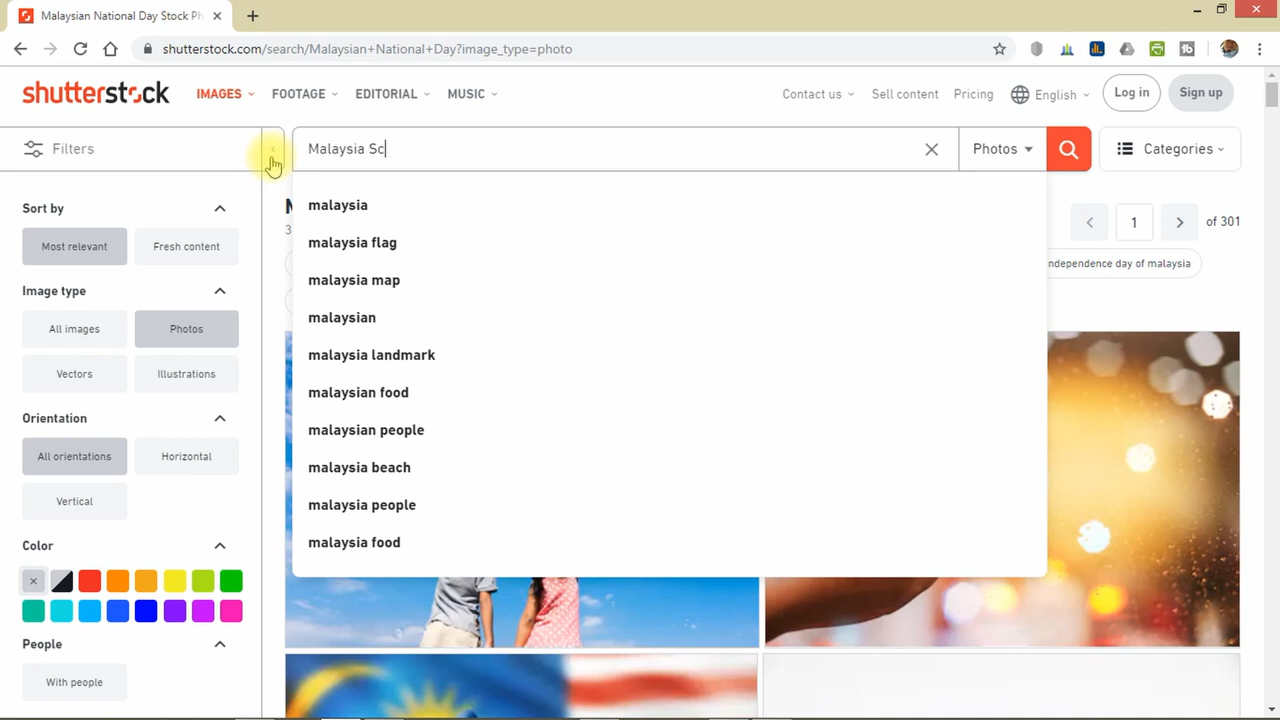 Malaysian National Day Stock Ph
shutterstock.com/search/Malaysian+National+Day?image_type=photo
shutterstock IMAGES FOOTAGE EDITORIAL MUSIC Contact us Sell content Pricing English Log in Sign up
Filters Malaysia Sc Photos Categories
Sort by
Most relevant Fresh content
Image type
All images Photos
Vectors Illustrations
Orientation
All orientations Horizontal
Vertical
Color
People
With people
malaysia
malaysia flag
malaysia map
malaysian
malaysia landmark
malaysian food
malaysian people
malaysia beach
malaysia people
malaysia food
1 of 301
ndependence day of malaysia